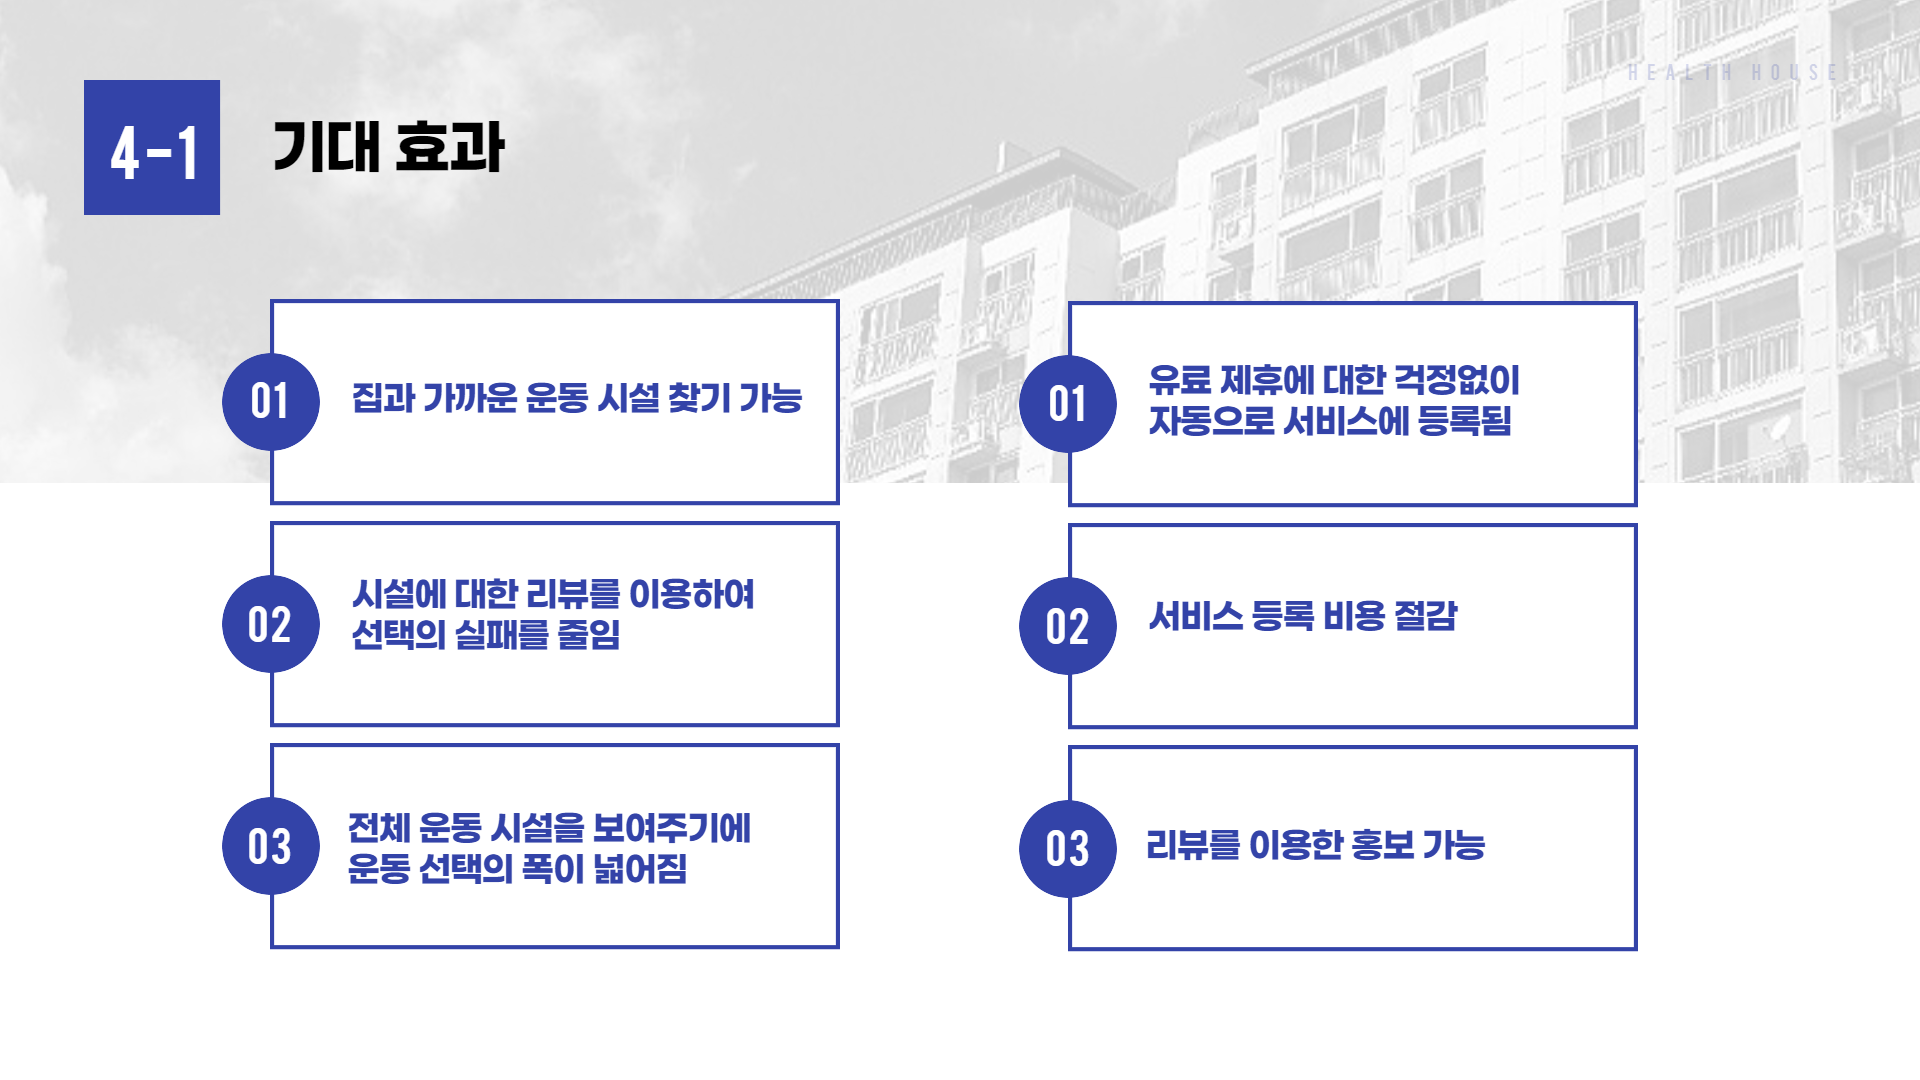 HEALTH HOUSE
4-1
기대 효과
01
집과 가까운 운동 시설 찾기 가능
02
시설에 대한 리뷰를 이용하여
선택의 실패를 줄임
03
전체 운동 시설을 보여주기에
운동 선택의 폭이 넓어짐
01
유료 제휴에 대한 걱정없이
자동으로 서비스에 등록됨
02
서비스 등록 비용 절감
03
리뷰를 이용한 홍보 가능